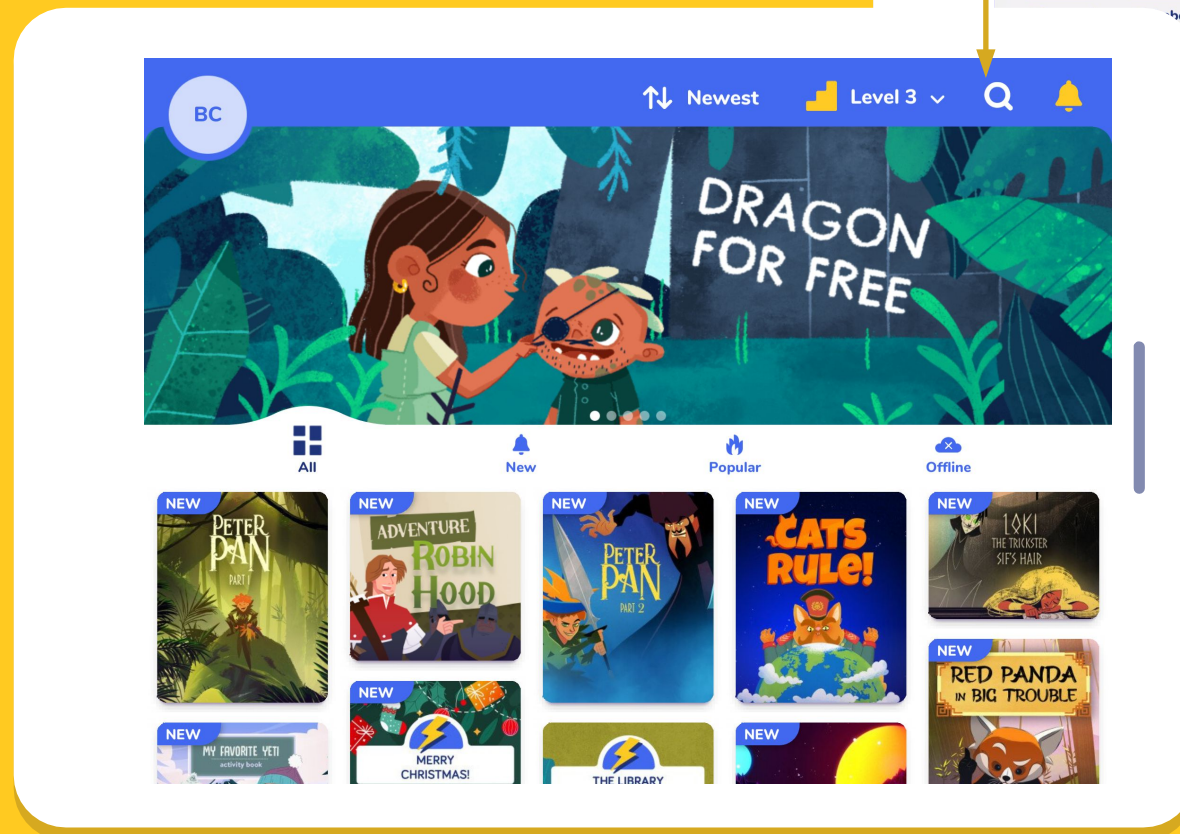 BC
Newest
Level 3
DRAGON
FOR FREE
All
New
Popular
Offline
NEW
PETER
PAN
PART 1
NEW
ADVENTURE
ROBIN
HOOD
NEW
PETER
PAN
PART 2
NEW
CATS
RULE!
NEW
LOKI
THE TRICKSTER
SIF'S HAIR
NEW
RED PANDA
IN BIG TROUBLE
NEW
MY FAVORITE YETI
activity book
NEW
MERRY
CHRISTMAS!
THE LIBRARY
NEW